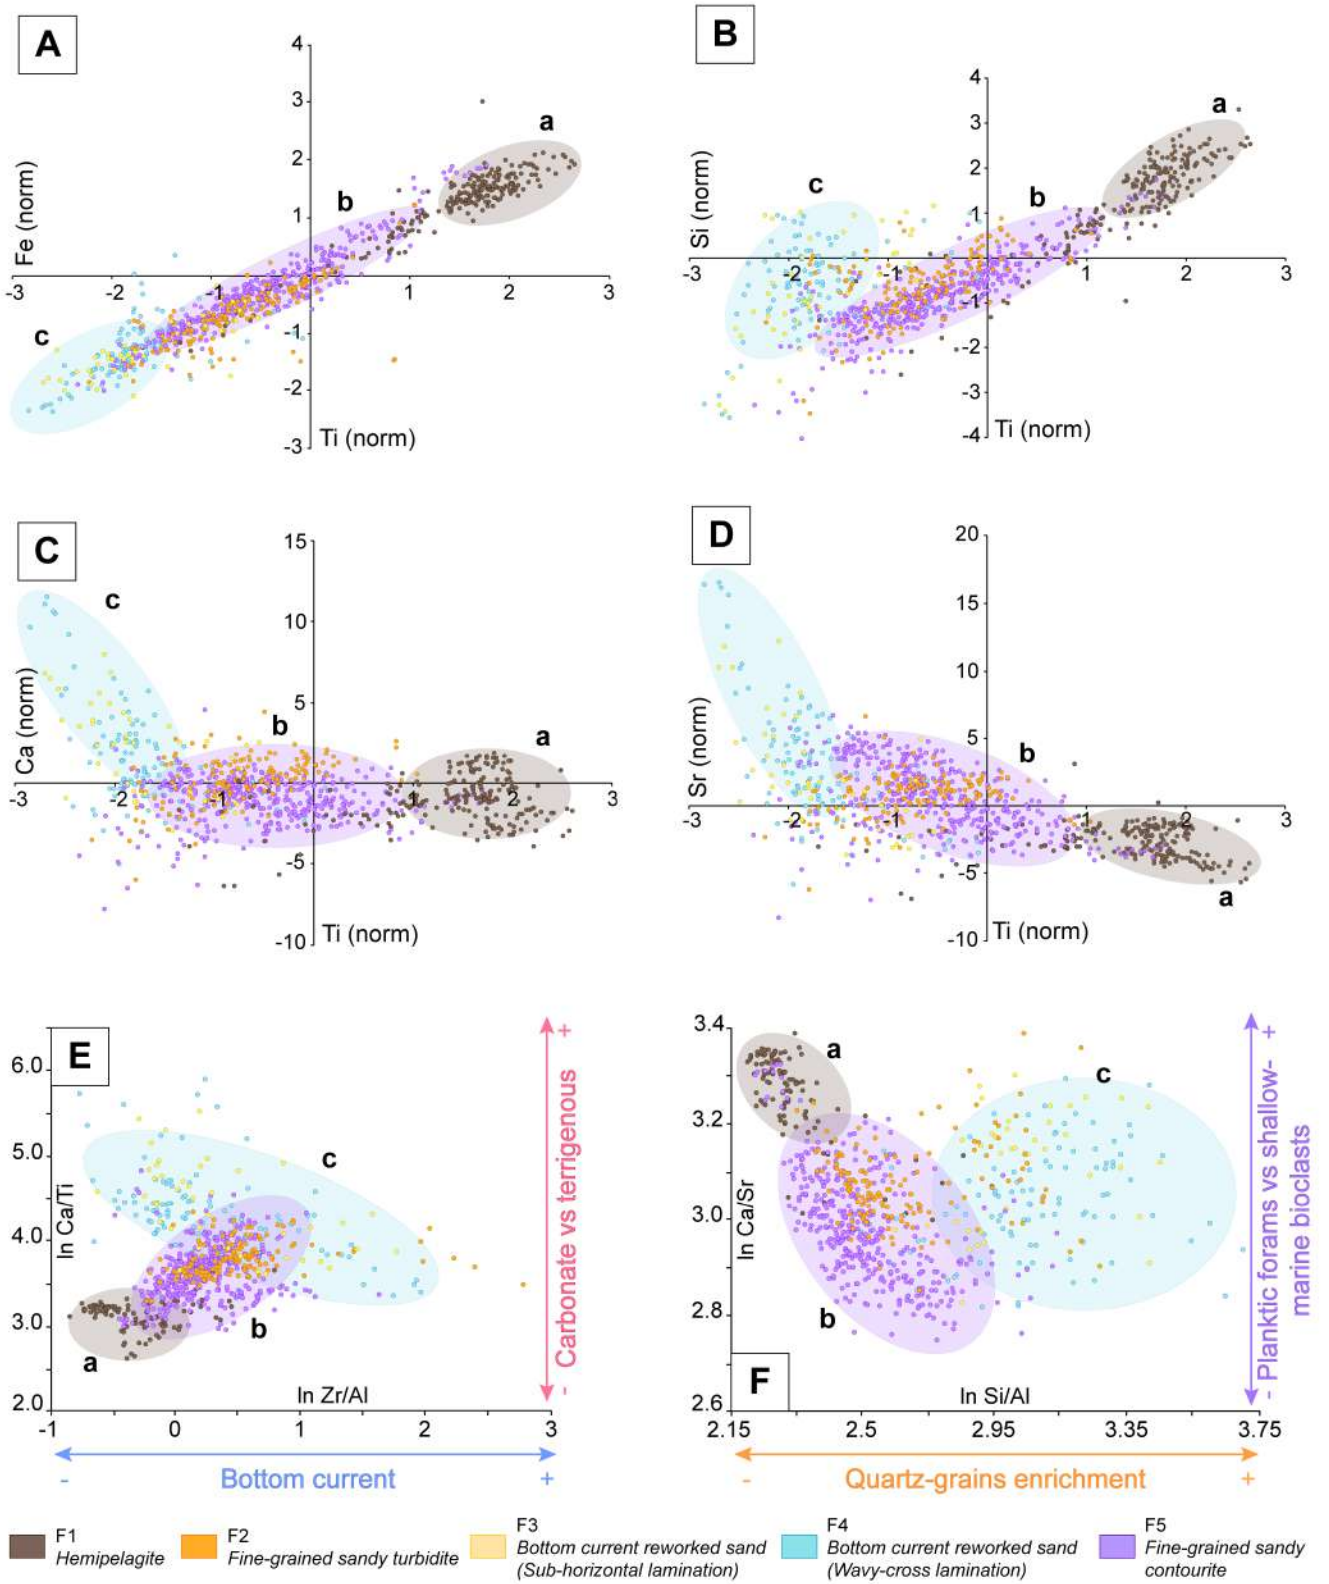 A
4
3
2
1
-3
-2
-1
1
2
3
-1
-2
-3
Fe (norm)
Ti (norm)
a
b
c
B
4
3
2
1
-3
-2
-1
1
2
3
-1
-2
-3
-4
Si (norm)
Ti (norm)
a
b
c
C
15
10
5
-3
-2
-1
1
2
3
-5
-10
Ca (norm)
Ti (norm)
c
b
a
D
20
15
10
5
-3
-2
-1
1
2
3
-5
-10
Sr (norm)
Ti (norm)
b
a
E
6.0
5.0
4.0
3.0
2.0
ln Ca/Ti
ln Zr/Al
-1
0
1
2
3
c
b
a
- Carbonate vs terrigenous +
- Bottom current +
F
3.4
3.2
3.0
2.8
2.6
ln Ca/Sr
ln Si/Al
2.15
2.5
2.95
3.35
3.75
a
c
b
- Planktic forams vs shallow- +
marine bioclasts
- Quartz-grains enrichment +
F1
Hemipelagite
F2
Fine-grained sandy turbidite
F3
Bottom current reworked sand
(Sub-horizontal lamination)
F4
Bottom current reworked sand
(Wavy-cross lamination)
F5
Fine-grained sandy
contourite